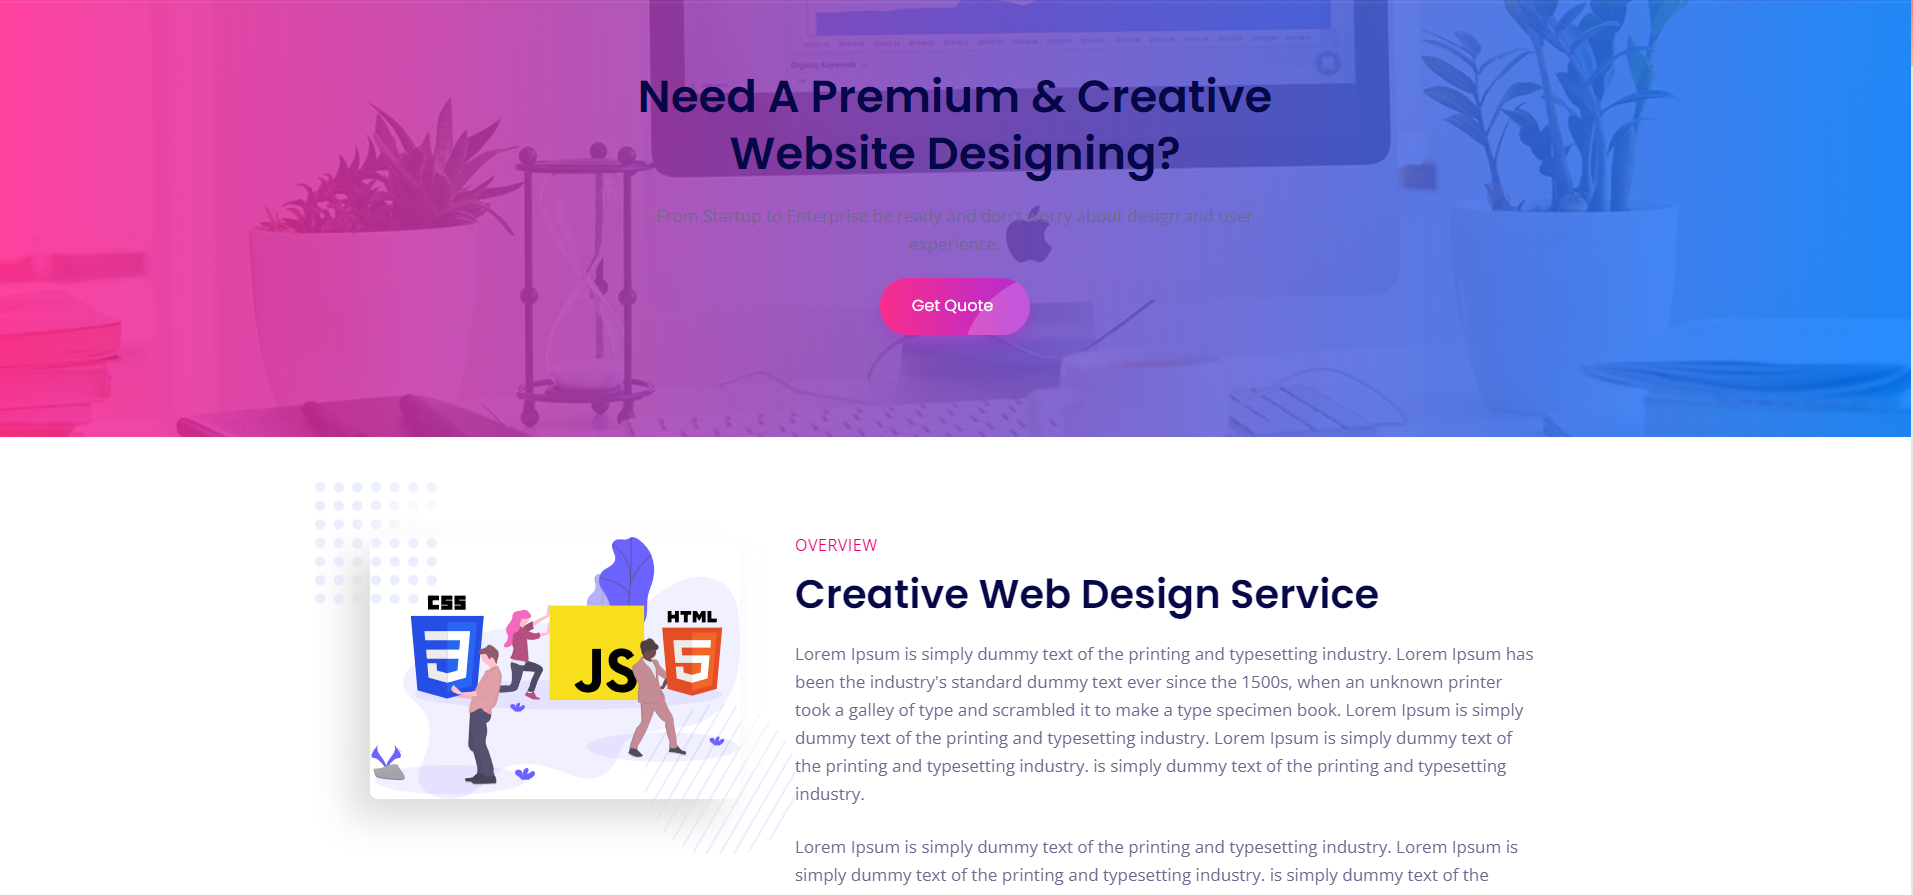 Organic Keywords
Need A Premium & Creative
Website Designing?
From Startup to Enterprise be ready and don't worry about design and user
experience.
Get Quote
OVERVIEW
Creative Web Design Service
CSS
HTML
JS
Lorem Ipsum is simply dummy text of the printing and typesetting industry. Lorem Ipsum has
been the industry's standard dummy text ever since the 1500s, when an unknown printer
took a galley of type and scrambled it to make a type specimen book. Lorem Ipsum is simply
dummy text of the printing and typesetting industry. Lorem Ipsum is simply dummy text of
the printing and typesetting industry. is simply dummy text of the printing and typesetting
industry.
Lorem Ipsum is simply dummy text of the printing and typesetting industry. Lorem Ipsum is
simply dummy text of the printing and typesetting industry. is simply dummy text of the